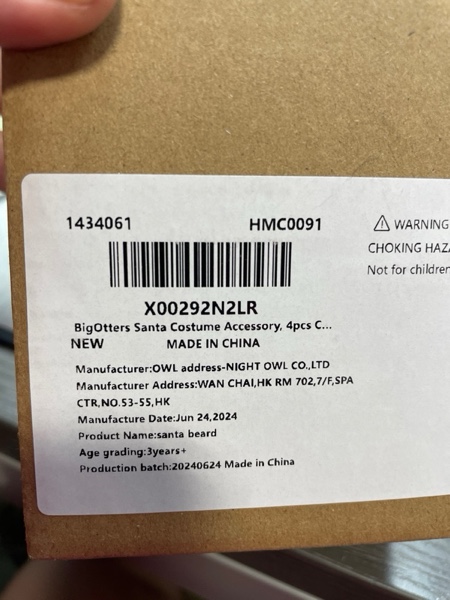 1434061 HMC0091
X00292N2LR
BigOtters Santa Costume Accessory, 4pcs C...
NEW MADE IN CHINA
Manufacturer:OWL address-NIGHT OWL CO.,LTD
Manufacturer Address:WAN CHAI,HK RM 702,7/F,SPA
CTR,NO.53-55,HK
Manufacture Date:Jun 24,2024
Product Name:santa beard
Age grading:3years+
Production batch:20240624 Made in China
WARNING
CHOKING HAZA
Not for children